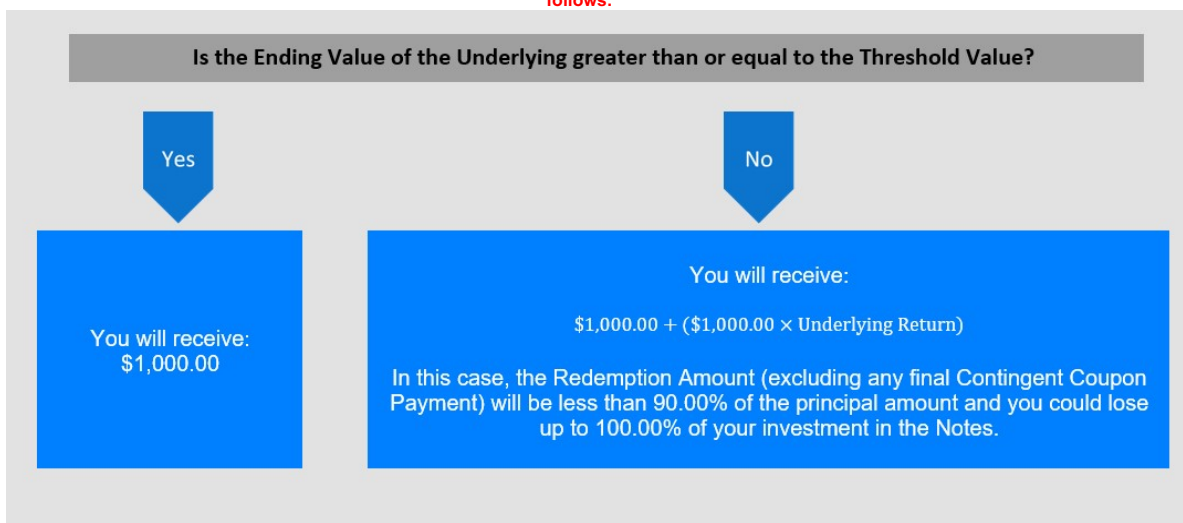 follows:
Is the Ending Value of the Underlying greater than or equal to the Threshold Value?
Yes
No
You will receive:
$1,000.00
You will receive:
$1,000.00 + ($1,000.00 × Underlying Return)
In this case, the Redemption Amount (excluding any final Contingent Coupon
Payment) will be less than 90.00% of the principal amount and you could lose
up to 100.00% of your investment in the Notes.